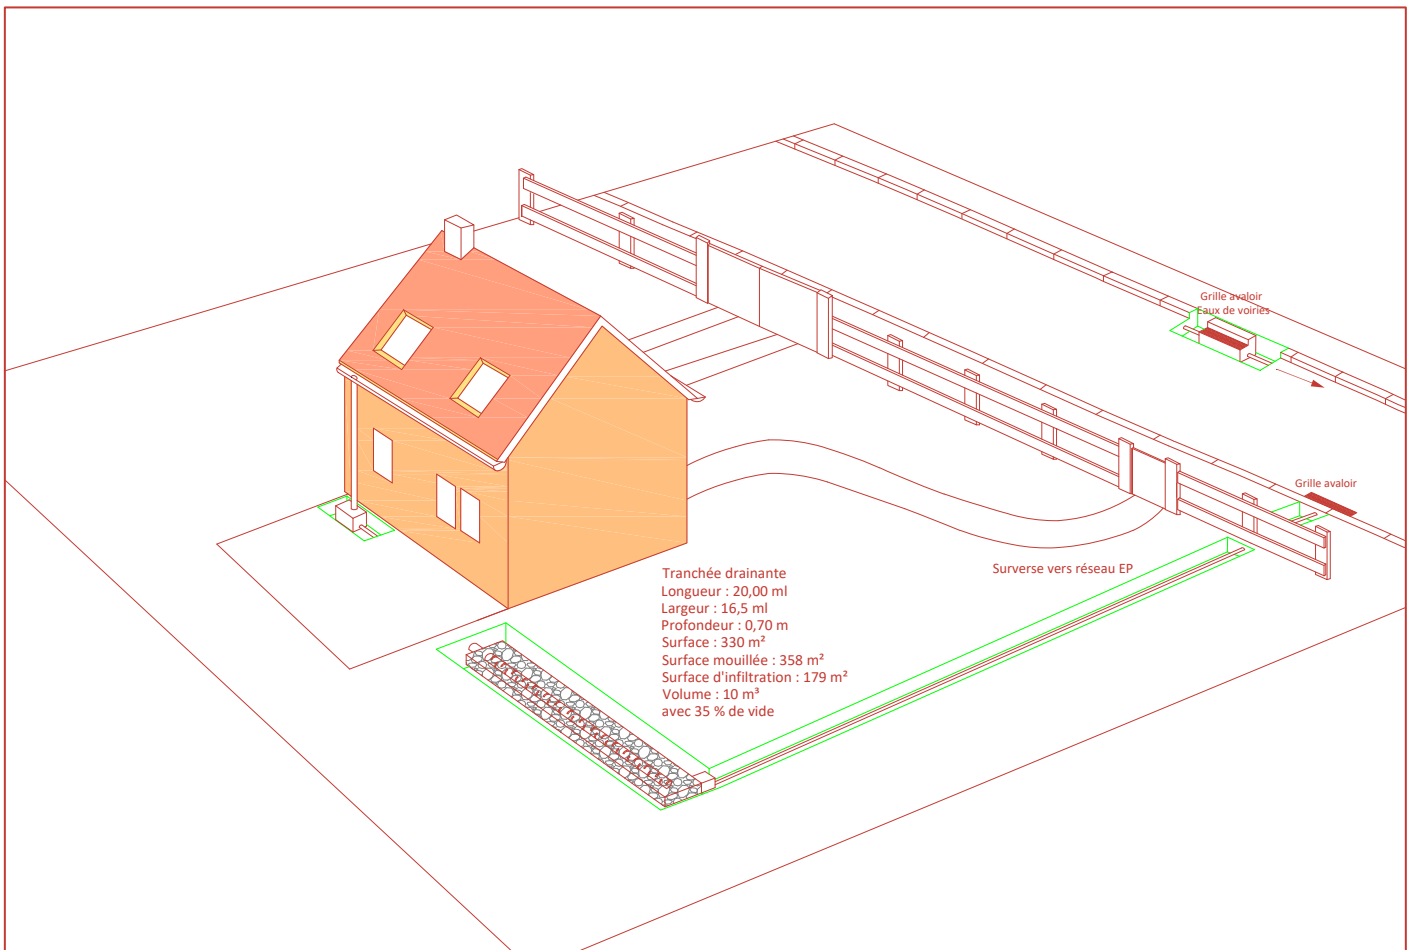 Grille avaloir
Eaux de voiries
Grille avaloir
Surverse vers réseau EP
Tranchée drainante
Longueur : 20,00 ml
Largeur : 16,5 ml
Profondeur : 0,70 m
Surface : 330 m²
Surface mouillée : 358 m²
Surface d'infiltration : 179 m²
Volume : 10 m³
avec 35 % de vide